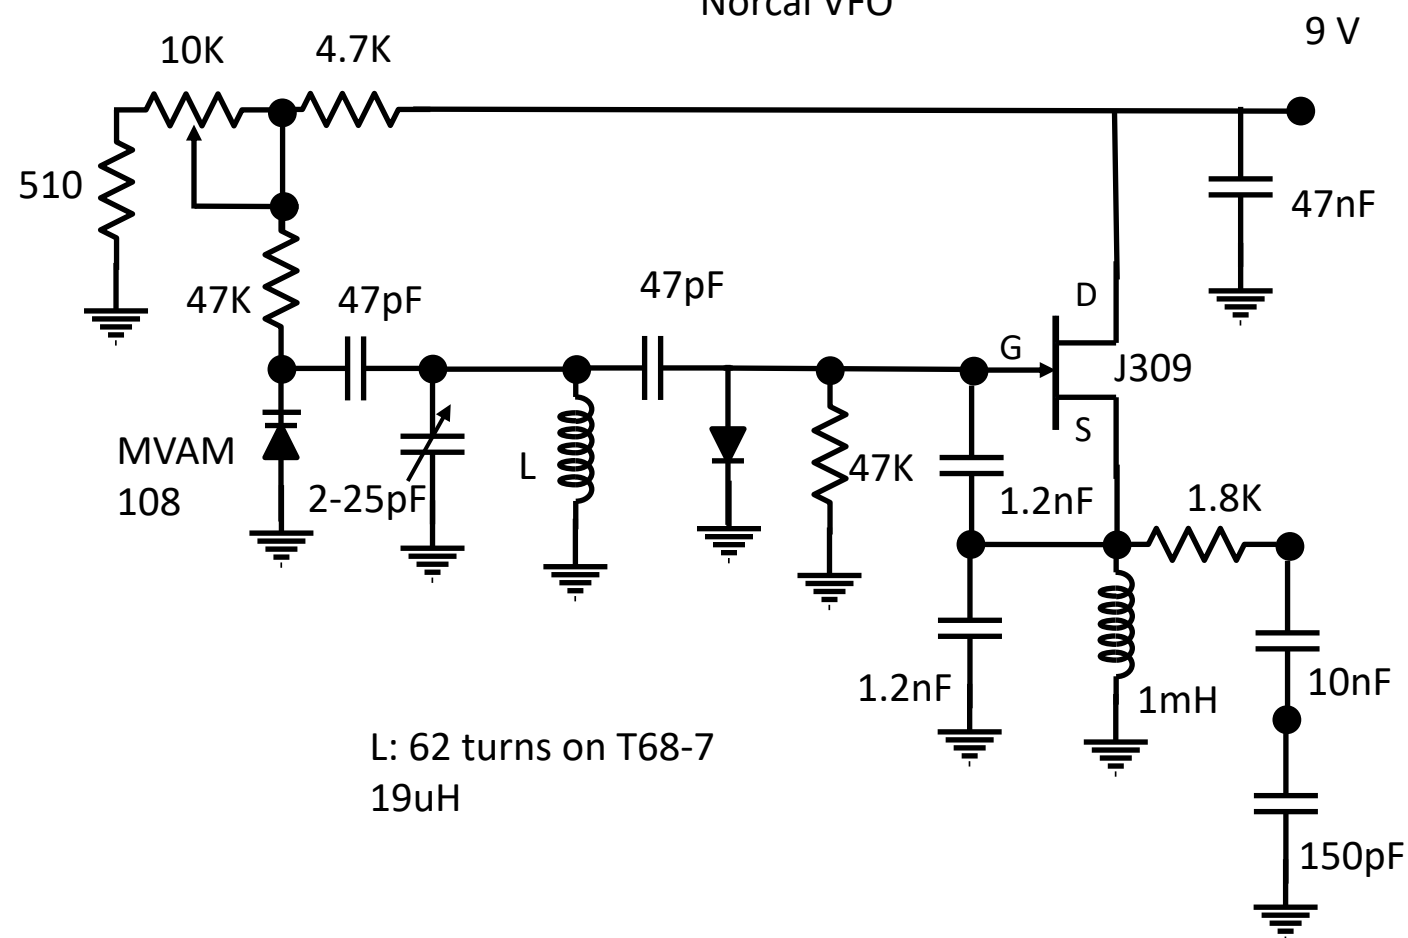 Norcal VFO
9 V
10K
4.7K
510
47nF
47K
47pF
47pF
D
G
J309
S
MVAM
108
2-25pF
L
47K
1.2nF
1.8K
1.2nF
1mH
10nF
L: 62 turns on T68-7
19uH
150pF